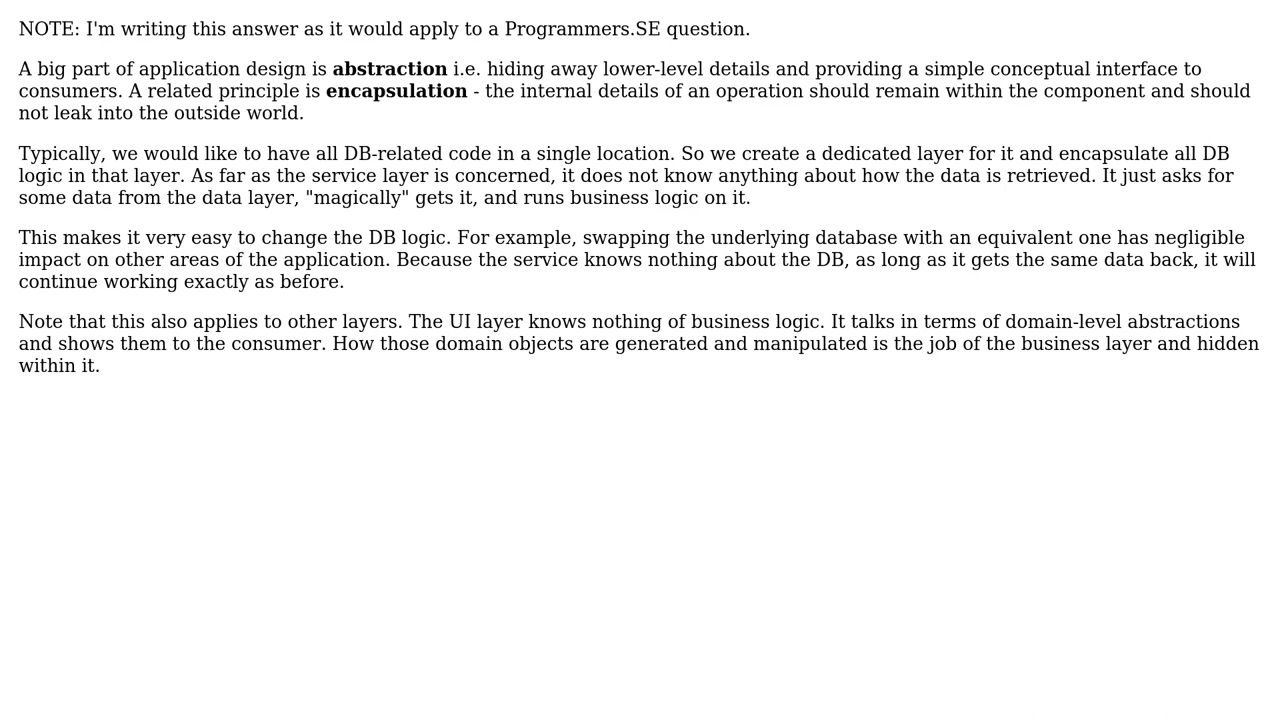 NOTE: I'm writing this answer as it would apply to a Programmers.SE question.
A big part of application design is abstraction i.e. hiding away lower-level details and providing a simple conceptual interface to
consumers. A related principle is encapsulation - the internal details of an operation should remain within the component and should
not leak into the outside world.
Typically, we would like to have all DB-related code in a single location. So we create a dedicated layer for it and encapsulate all DB
logic in that layer. As far as the service layer is concerned, it does not know anything about how the data is retrieved. It just asks for
some data from the data layer, "magically" gets it, and runs business logic on it.
This makes it very easy to change the DB logic. For example, swapping the underlying database with an equivalent one has negligible
impact on other areas of the application. Because the service knows nothing about the DB, as long as it gets the same data back, it will
continue working exactly as before.
Note that this also applies to other layers. The UI layer knows nothing of business logic. It talks in terms of domain-level abstractions
and shows them to the consumer. How those domain objects are generated and manipulated is the job of the business layer and hidden
within it.